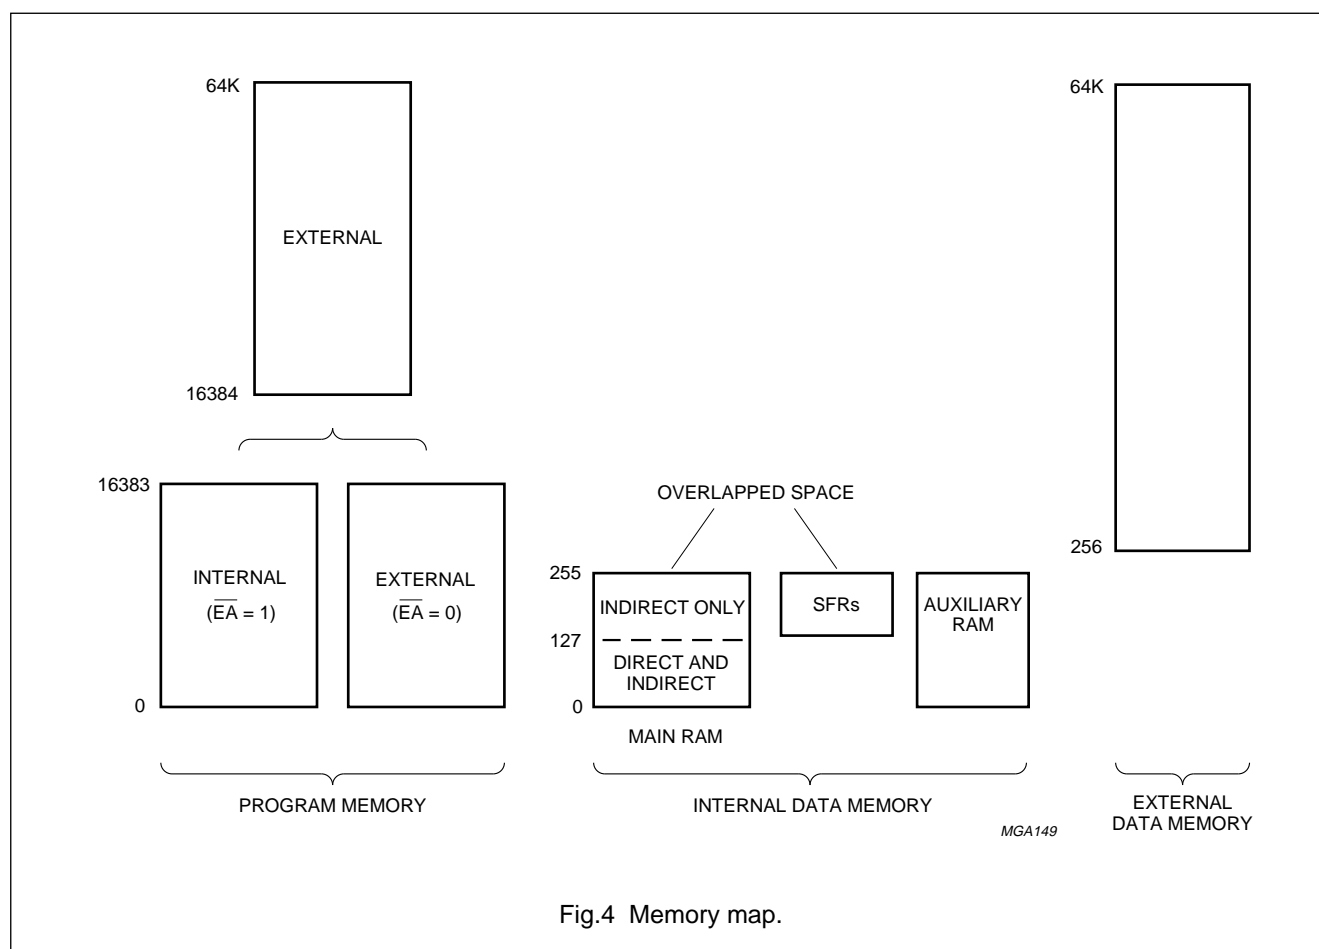 64K
EXTERNAL
16384
16383
INTERNAL
(E̅A̅ = 1)
EXTERNAL
(E̅A̅ = 0)
0
PROGRAM MEMORY
OVERLAPPED SPACE
255
INDIRECT ONLY
127
DIRECT AND
INDIRECT
0
MAIN RAM
SFRs
AUXILIARY
RAM
INTERNAL DATA MEMORY
64K
256
EXTERNAL
DATA MEMORY
MGA149
Fig.4 Memory map.